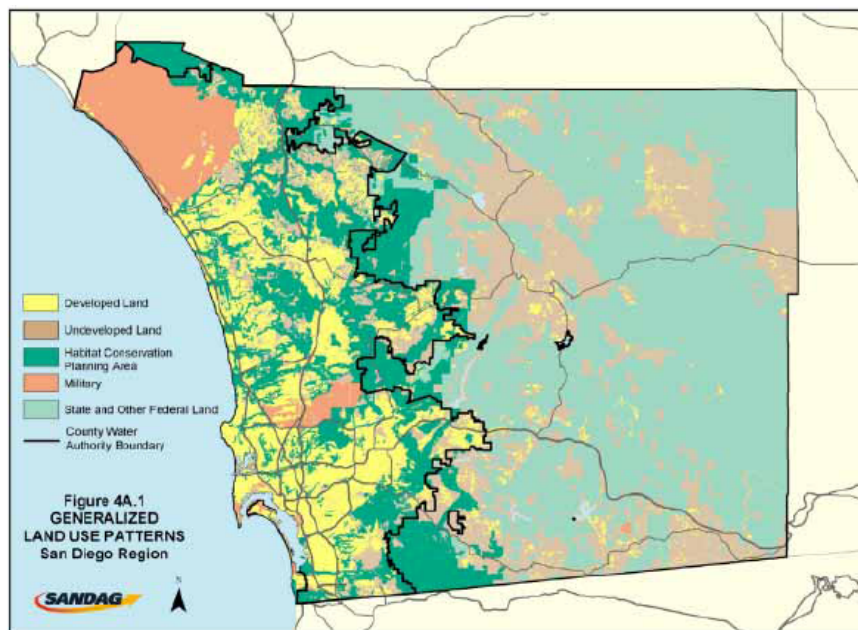 Developed Land
Undeveloped Land
Habitat Conservation
Planning Area
Military
State and Other Federal Land
County Water
Authority Boundary
Figure 4A.1
GENERALIZED
LAND USE PATTERNS
San Diego Region
SANDAG
N